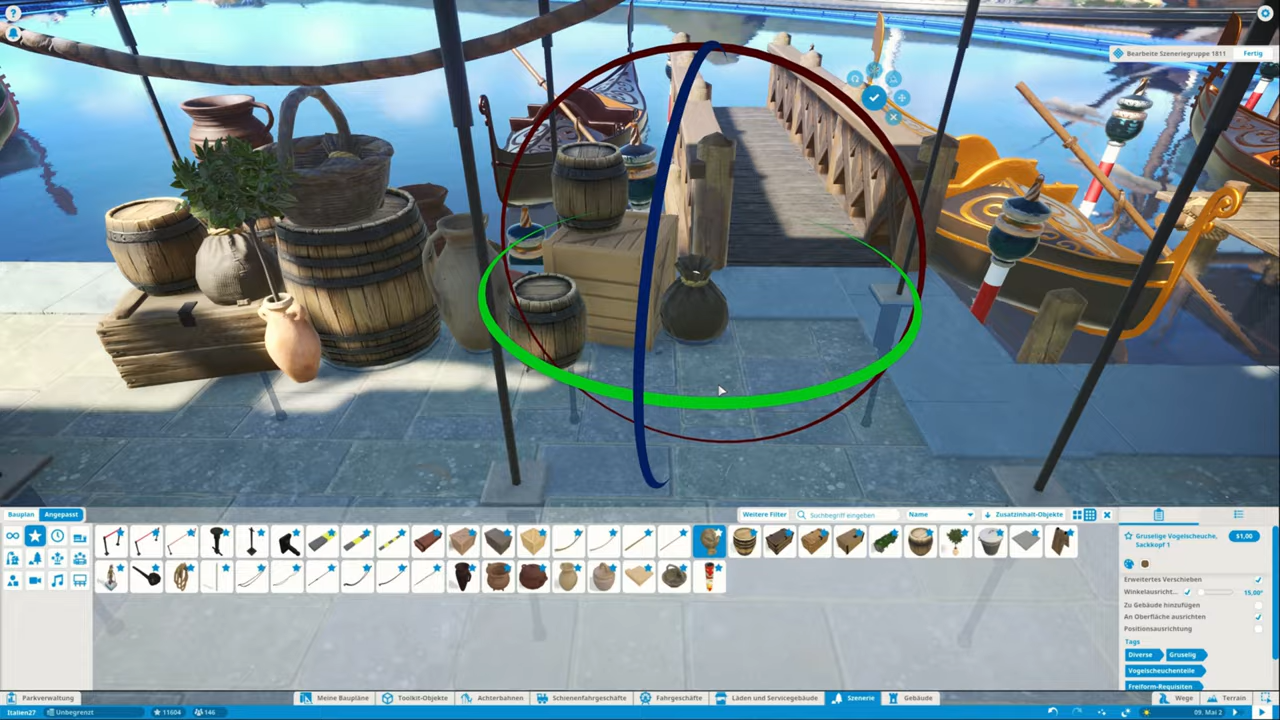 Bearbeite Szeneriegruppe 1811 Fertig
Bauplan Angepasst Weitere Filter Suchbegriff eingeben Name Zusatzinhalt-Objekte
Gruselige Vogelscheuche, Sackkopf 1 $1,00
Erweitertes Verschieben
Winkelausricht... 15,00°
Zu Gebäude hinzufügen
An Oberfläche ausrichten
Positionsausrichtung
Tags
Diverse Gruselig
Vogelscheuchenteile
Freiform-Requisiten
Parkverwaltung Meine Baupläne Toolkit-Objekte Achterbahnen Schienenfahrgeschäfte Fahrgeschäfte Läden und Servicegebäude Szenerie Gebäude Wege Terrain
Italien27 Unbegrenzt 11604 146 09. Mai 2